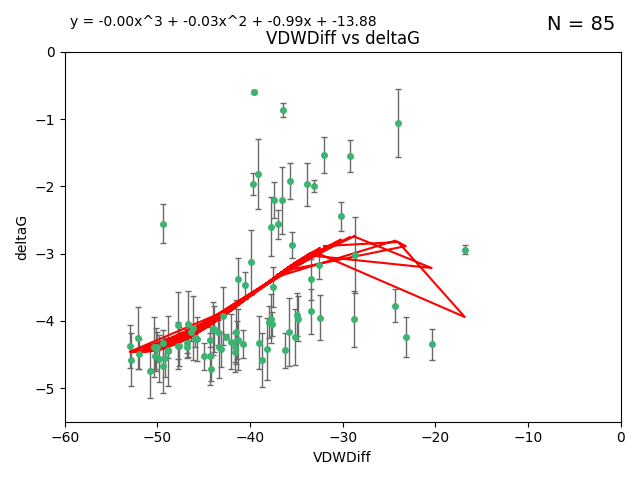 y = -0.00x^3 + -0.03x^2 + -0.99x + -13.88
N = 85
VDWDiff vs deltaG
0
−1
−2
−3
−4
−5
deltaG
−60
−50
−40
−30
−20
−10
0
VDWDiff